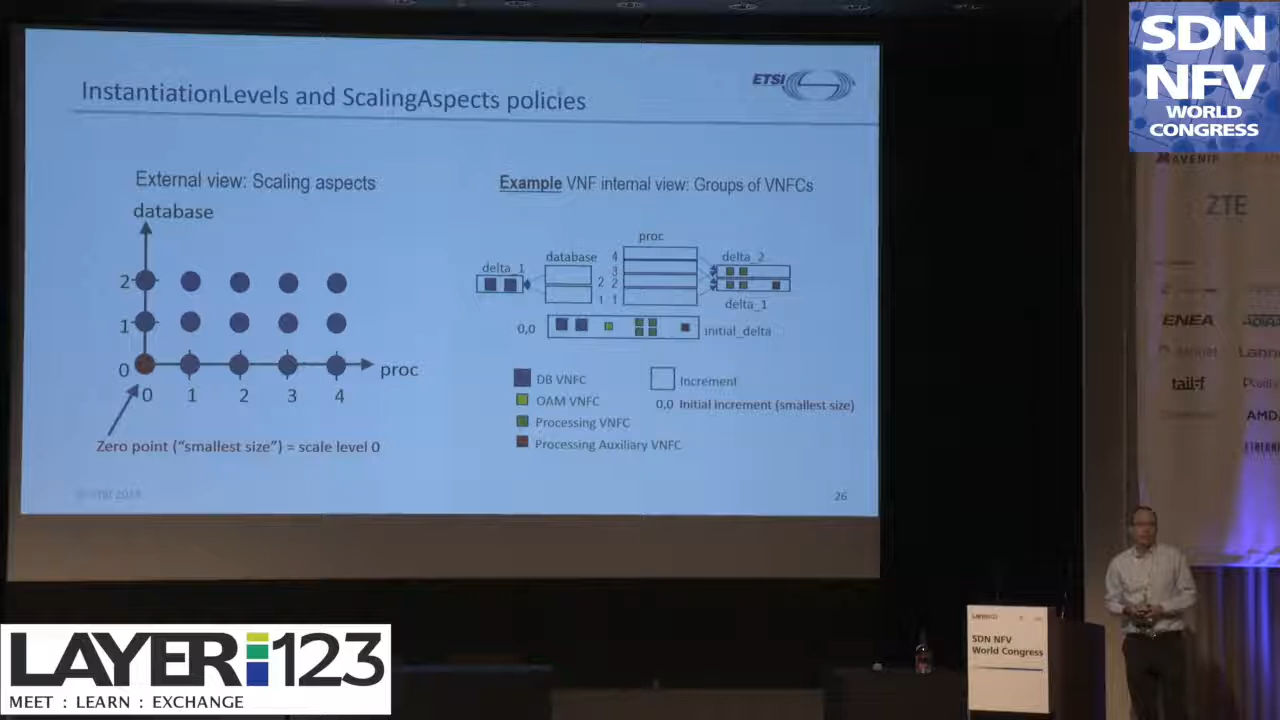 InstantiationLevels and ScalingAspects policies
ETSI
External view: Scaling aspects
database
2
1
0
0 1 2 3 4
proc
Zero point ("smallest size") = scale level 0
Example VNF internal view: Groups of VNFCs
proc
database
4
3
2 2
1 1
delta_1
delta_2
delta_1
0,0
initial_delta
DB VNFC
OAM VNFC
Processing VNFC
Processing Auxiliary VNFC
Increment
0,0 Initial Increment (smallest size)
26
SDN
NFV
WORLD
CONGRESS
ZTE
ENEA
tail-f
AMD
SDN NFV
World Congress
LAYER 123
MEET : LEARN : EXCHANGE